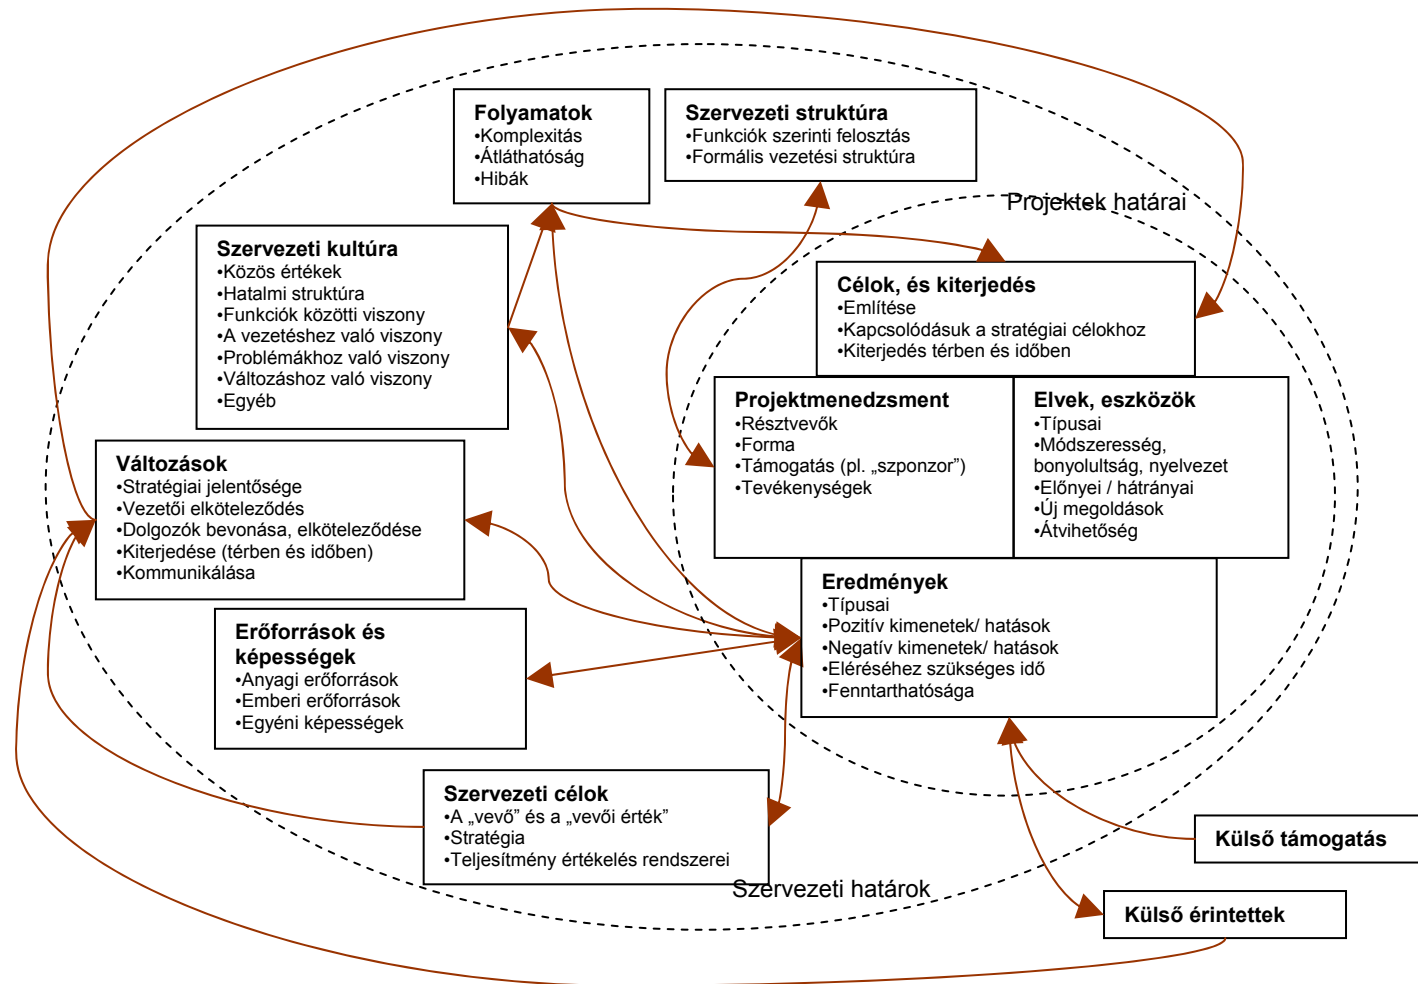 Folyamatok
•Komplexitás
•Átláthatóság
•Hibák
Szervezeti struktúra
•Funkciók szerinti felosztás
•Formális vezetési struktúra
Projektek határai
Szervezeti kultúra
•Közös értékek
•Hatalmi struktúra
•Funkciók közötti viszony
•A vezetéshez való viszony
•Problémákhoz való viszony
•Változáshoz való viszony
•Egyéb
Célok, és kiterjedés
•Említése
•Kapcsolódásuk a stratégiai célokhoz
•Kiterjedés térben és időben
Projektmenedzsment
•Résztvevők
•Forma
•Támogatás (pl. „szponzor”)
•Tevékenységek
Elvek, eszközök
•Típusai
•Módszeresség,
bonyolultság, nyelvezet
•Előnyei / hátrányai
•Új megoldások
•Átvihetőség
Változások
•Stratégiai jelentősége
•Vezetői elköteleződés
•Dolgozók bevonása, elköteleződése
•Kiterjedése (térben és időben)
•Kommunikálása
Eredmények
•Típusai
•Pozitív kimenetek/ hatások
•Negatív kimenetek/ hatások
•Eléréséhez szükséges idő
•Fenntarthatósága
Erőforrások és
képességek
•Anyagi erőforrások
•Emberi erőforrások
•Egyéni képességek
Szervezeti célok
•A „vevő” és a „vevői érték”
•Stratégia
•Teljesítmény értékelés rendszerei
Szervezeti határok
Külső támogatás
Külső érintettek